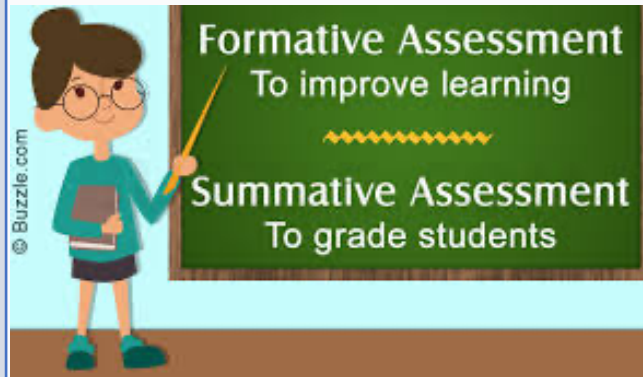 Formative Assessment
To improve learning
Summative Assessment
To grade students
© Buzzle.com